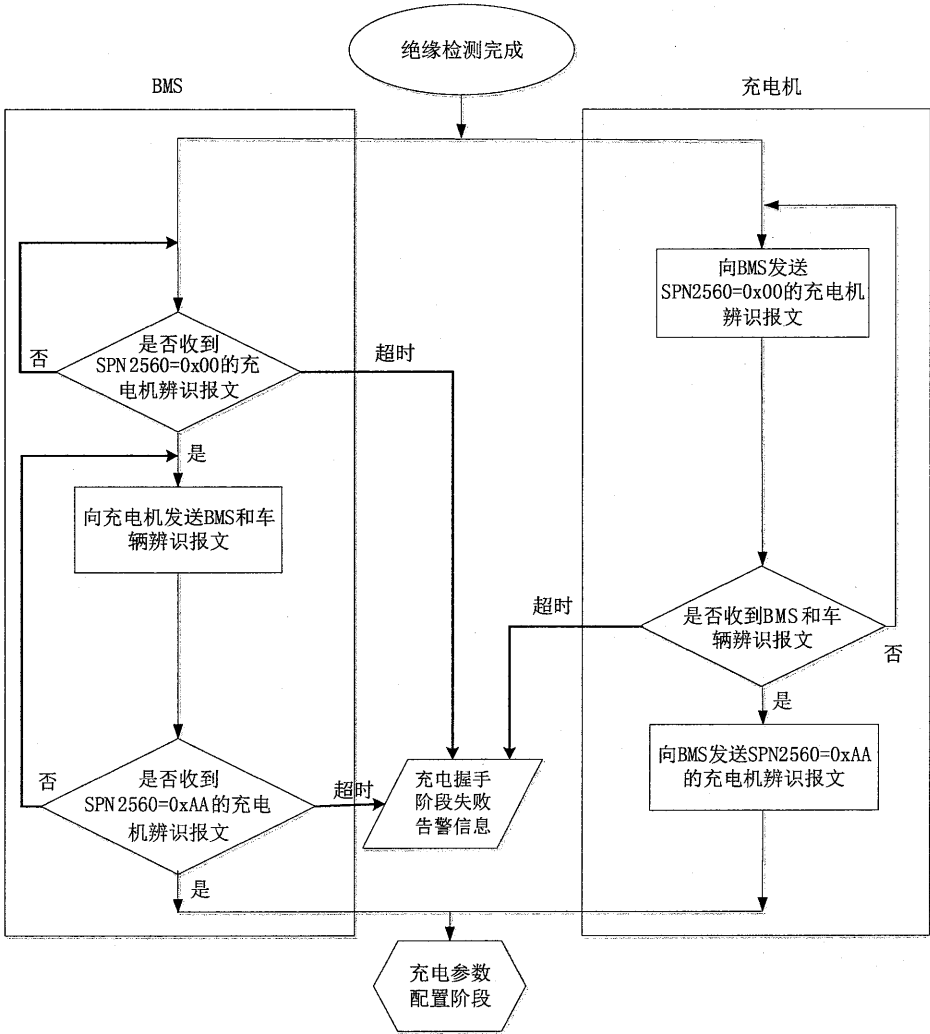 绝缘检测完成
BMS
充电机
向BMS发送
SPN2560=0x00的充电机
辨识报文
是否收到
SPN2560=0x00的充
电机辨识报文
否
超时
是
向充电机发送BMS和车
辆辨识报文
超时
是否收到BMS和车
辆辨识报文
否
是
向BMS发送SPN2560=0xAA
的充电机辨识报文
是否收到
SPN2560=0xAA的充电
机辨识报文
否
超时
充电握手
阶段失败
告警信息
是
充电参数
配置阶段